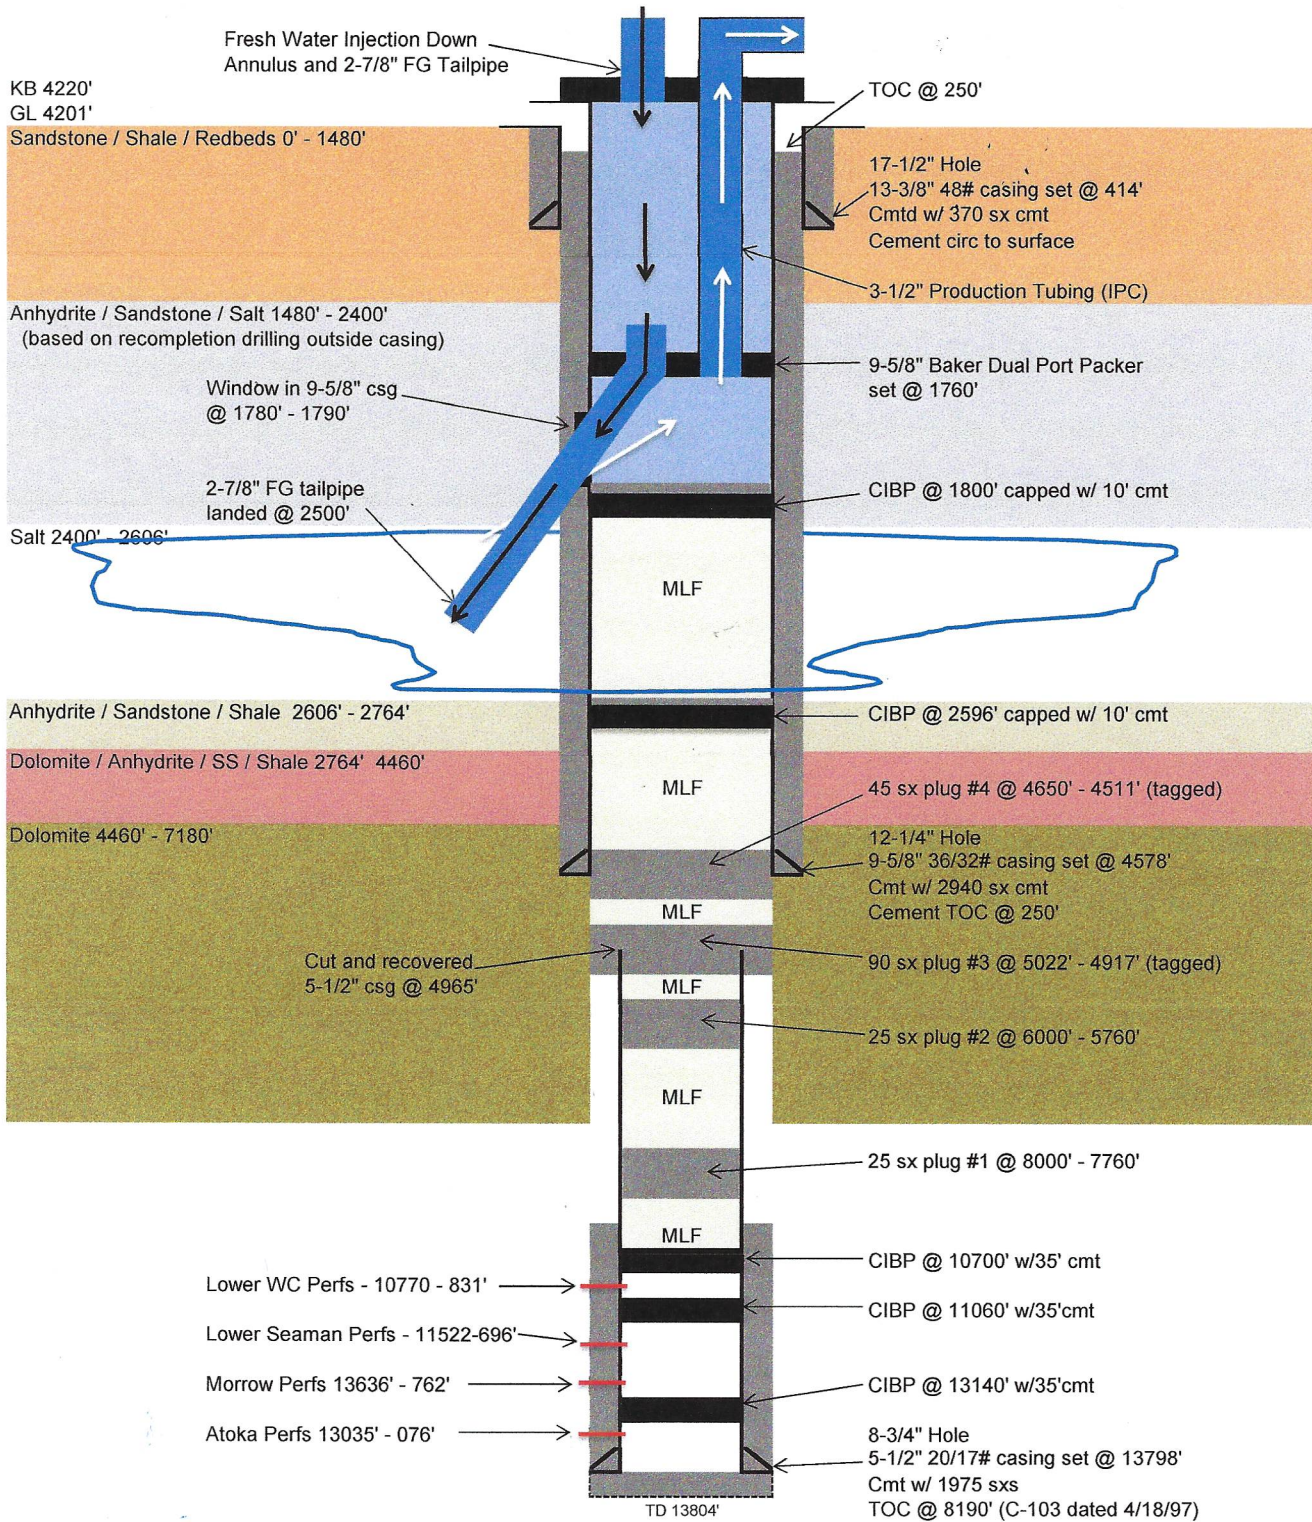 Fresh Water Injection Down
Annulus and 2-7/8" FG Tailpipe
KB 4220'
GL 4201'
TOC @ 250'
Sandstone / Shale / Redbeds 0' - 1480'
17-1/2" Hole
13-3/8" 48# casing set @ 414'
Cmtd w/ 370 sx cmt
Cement circ to surface
3-1/2" Production Tubing (IPC)
Anhydrite / Sandstone / Salt 1480' - 2400'
(based on recompletion drilling outside casing)
9-5/8" Baker Dual Port Packer
set @ 1760'
Window in 9-5/8" csg
@ 1780' - 1790'
2-7/8" FG tailpipe
landed @ 2500'
CIBP @ 1800' capped w/ 10' cmt
Salt 2400' - 2606'
MLF
Anhydrite / Sandstone / Shale 2606' - 2764'
CIBP @ 2596' capped w/ 10' cmt
Dolomite / Anhydrite / SS / Shale 2764' 4460'
MLF
45 sx plug #4 @ 4650' - 4511' (tagged)
Dolomite 4460' - 7180'
12-1/4" Hole
9-5/8" 36/32# casing set @ 4578'
Cmt w/ 2940 sx cmt
Cement TOC @ 250'
MLF
Cut and recovered
5-1/2" csg @ 4965'
90 sx plug #3 @ 5022' - 4917' (tagged)
MLF
25 sx plug #2 @ 6000' - 5760'
MLF
25 sx plug #1 @ 8000' - 7760'
MLF
CIBP @ 10700' w/35' cmt
Lower WC Perfs - 10770 - 831'
CIBP @ 11060' w/35'cmt
Lower Seaman Perfs - 11522-696'
Morrow Perfs 13636' - 762'
CIBP @ 13140' w/35'cmt
Atoka Perfs 13035' - 076'
8-3/4" Hole
5-1/2" 20/17# casing set @ 13798'
Cmt w/ 1975 sxs
TOC @ 8190' (C-103 dated 4/18/97)
TD 13804'